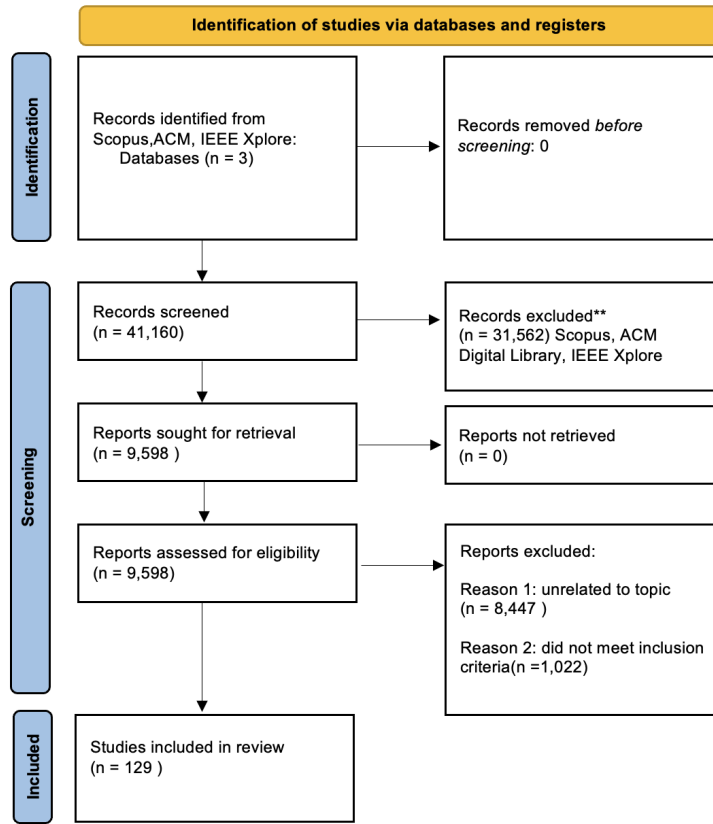 Identification of studies via databases and registers
Identification
Records identified from
Scopus,ACM, IEEE Xplore:
Databases (n = 3)
Records removed before
screening: 0
Screening
Records screened
(n = 41,160)
Records excluded**
(n = 31,562) Scopus, ACM
Digital Library, IEEE Xplore
Reports sought for retrieval
(n = 9,598 )
Reports not retrieved
(n = 0)
Reports assessed for eligibility
(n = 9,598)
Reports excluded:
Reason 1: unrelated to topic
(n = 8,447 )
Reason 2: did not meet inclusion
criteria(n =1,022)
Included
Studies included in review
(n = 129 )